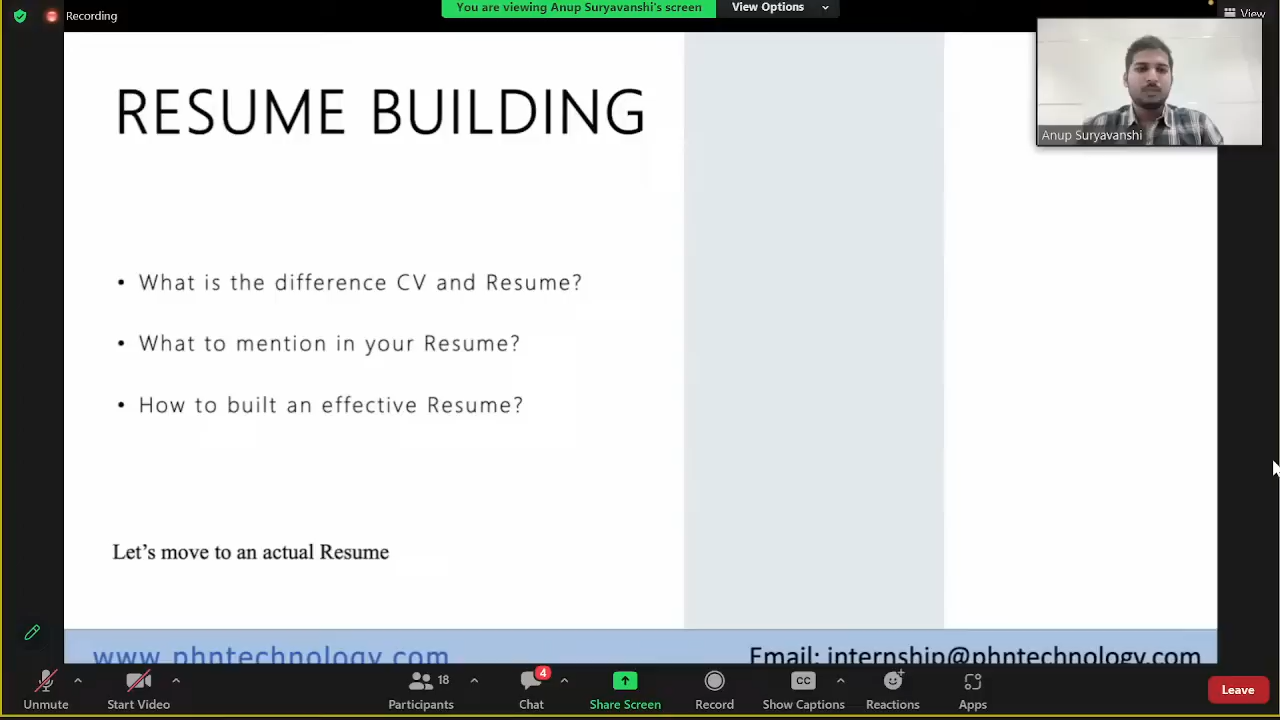 Recording
You are viewing Anup Suryavanshi's screen
View Options
View
RESUME BUILDING
Anup Suryavanshi
• What is the difference CV and Resume?
• What to mention in your Resume?
• How to built an effective Resume?
Let's move to an actual Resume
www.phntechnology.com
Email: internship@phntechnology.com
18
4
CC
Unmute
Start Video
Participants
Chat
Share Screen
Record
Show Captions
Reactions
Apps
Leave